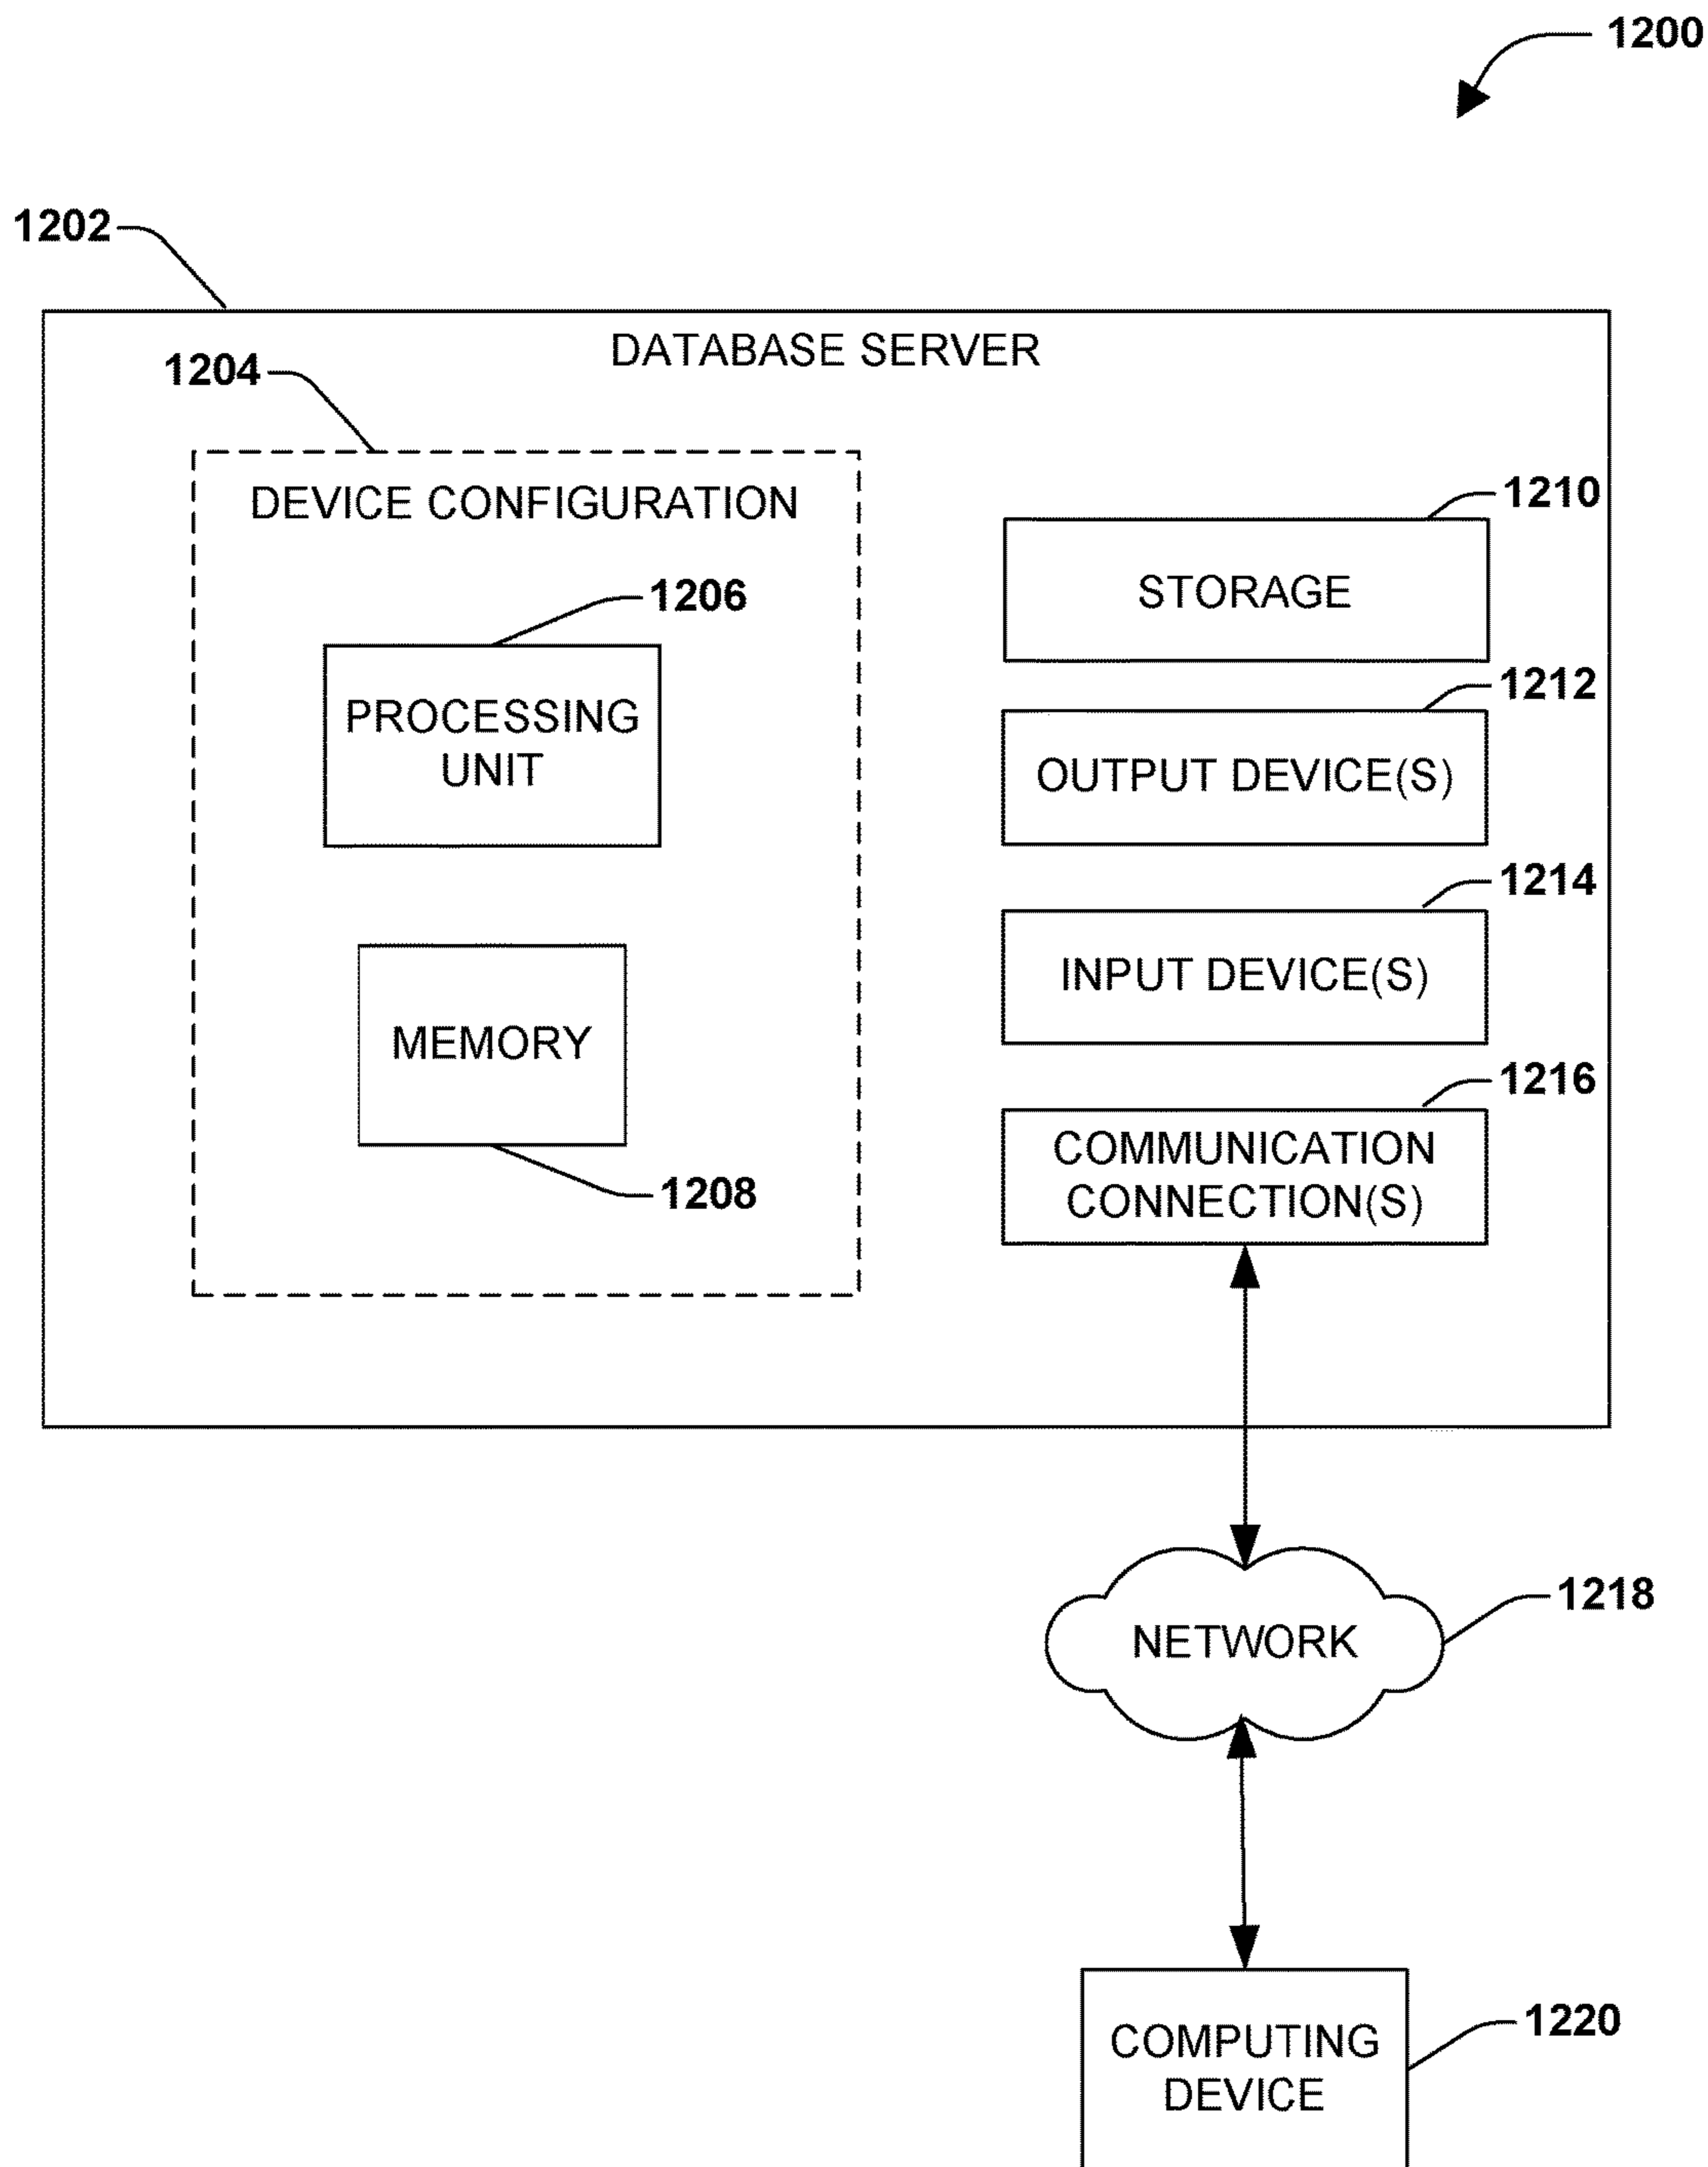 1200
1202
DATABASE SERVER
1204
DEVICE CONFIGURATION
1210
STORAGE
1206
PROCESSING
UNIT
1212
OUTPUT DEVICE(S)
1214
INPUT DEVICE(S)
MEMORY
1208
1216
COMMUNICATION
CONNECTION(S)
1218
NETWORK
1220
COMPUTING
DEVICE